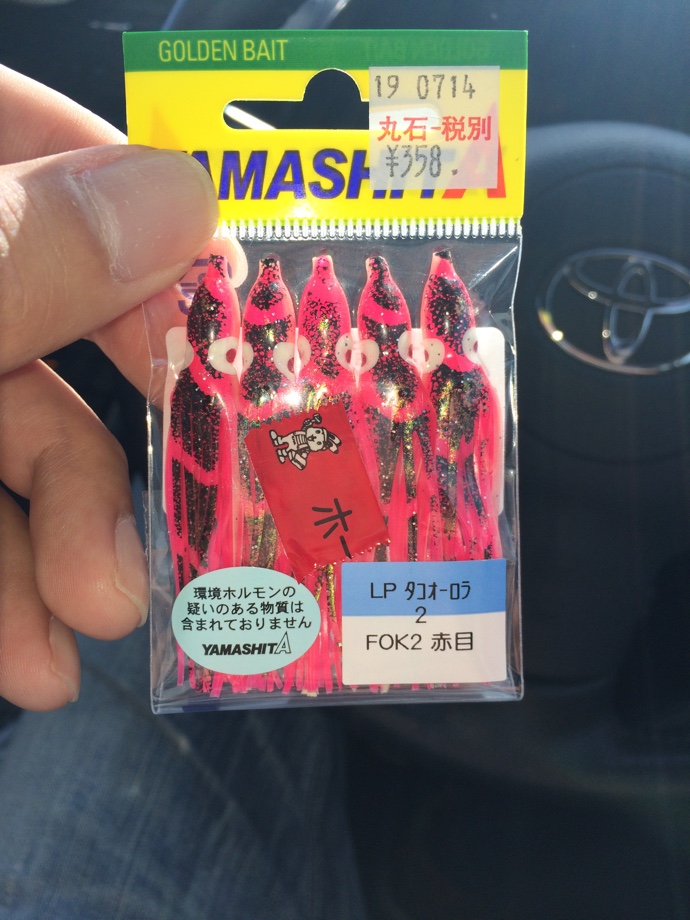 GOLDEN BAIT
19 0714
丸石-税別
¥358.
YAMASHITA
ホー
環境ホルモンの
疑いのある物質は
含まれておりません
YAMASHITA
LP ﾀｺｵｰﾛﾗ
2
FOK2 赤目